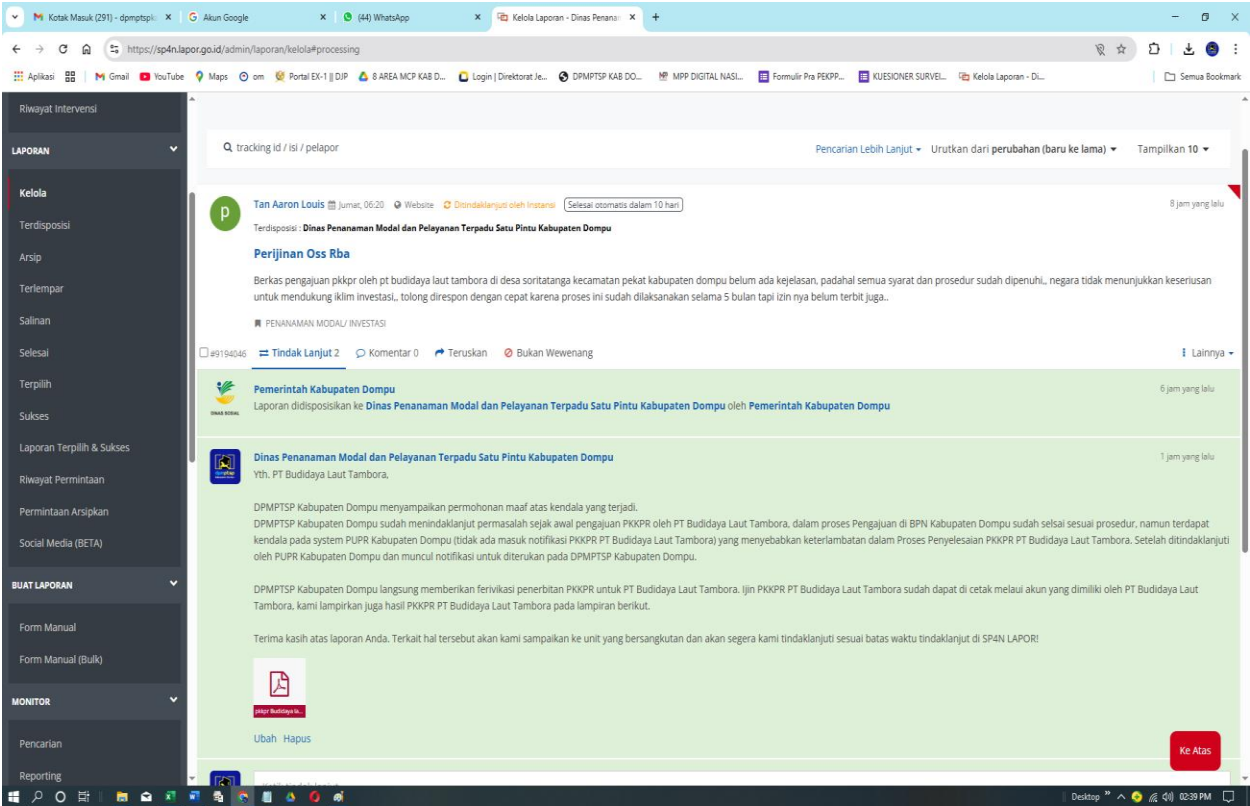 Kotak Masuk (291) - dpmptspk
Akun Google
(44) WhatsApp
Kelola Laporan - Dinas Penana
https://sp4n.lapor.go.id/admin/laporan/kelola#processing
Aplikasi
Gmail
YouTube
Maps
om
Portal EX-1 || DJP
8 AREA MCP KAB D...
Login | Direktorat Je...
DPMPTSP KAB DO...
MPP DIGITAL NASI...
Formulir Pra PEKPP...
KUESIONER SURVEI...
Kelola Laporan - Di...
Semua Bookmark
Riwayat Intervensi
LAPORAN
Kelola
Terdisposisi
Arsip
Terlempar
Salinan
Selesai
Terpilih
Sukses
Laporan Terpilih & Sukses
Riwayat Permintaan
Permintaan Arsipkan
Social Media (BETA)
BUAT LAPORAN
Form Manual
Form Manual (Bulk)
MONITOR
Pencarian
Reporting
tracking id / isi / pelapor
Pencarian Lebih Lanjut
Urutkan dari perubahan (baru ke lama)
Tampilkan 10
p
Tan Aaron Louis Jumat, 06:20 Website Ditindaklanjuti oleh Instansi Selesai otomatis dalam 10 hari
8 jam yang lalu
Terdisposisi : Dinas Penanaman Modal dan Pelayanan Terpadu Satu Pintu Kabupaten Dompu
Perijinan Oss Rba
Berkas pengajuan pkkpr oleh pt budidaya laut tambora di desa soritatanga kecamatan pekat kabupaten dompu belum ada kejelasan, padahal semua syarat dan prosedur sudah dipenuhi,, negara tidak menunjukkan keseriusan
untuk mendukung iklim investasi,, tolong direspon dengan cepat karena proses ini sudah dilaksanakan selama 5 bulan tapi izin nya belum terbit juga..
PENANAMAN MODAL/ INVESTASI
#9194046 Tindak Lanjut 2 Komentar 0 Teruskan Bukan Wewenang
Lainnya
DINAS SOSIAL
Pemerintah Kabupaten Dompu
6 jam yang lalu
Laporan didisposisikan ke Dinas Penanaman Modal dan Pelayanan Terpadu Satu Pintu Kabupaten Dompu oleh Pemerintah Kabupaten Dompu
Dinas Penanaman Modal dan Pelayanan Terpadu Satu Pintu Kabupaten Dompu
1 jam yang lalu
Yth. PT Budidaya Laut Tambora,
DPMPTSP Kabupaten Dompu menyampaikan permohonan maaf atas kendala yang terjadi.
DPMPTSP Kabupaten Dompu sudah menindaklanjut permasalah sejak awal pengajuan PKKPR oleh PT Budidaya Laut Tambora, dalam proses Pengajuan di BPN Kabupaten Dompu sudah selsai sesuai prosedur, namun terdapat
kendala pada system PUPR Kabupaten Dompu (tidak ada masuk notifikasi PKKPR PT Budidaya Laut Tambora) yang menyebabkan keterlambatan dalam Proses Penyelesaian PKKPR PT Budidaya Laut Tambora. Setelah ditindaklanjuti
oleh PUPR Kabupaten Dompu dan muncul notifikasi untuk diterukan pada DPMPTSP Kabupaten Dompu.
DPMPTSP Kabupaten Dompu langsung memberikan ferivikasi penerbitan PKKPR untuk PT Budidaya Laut Tambora. Ijin PKKPR PT Budidaya Laut Tambora sudah dapat di cetak melaui akun yang dimiliki oleh PT Budidaya Laut
Tambora, kami lampirkan juga hasil PKKPR PT Budidaya Laut Tambora pada lampiran berikut.
Terima kasih atas laporan Anda. Terkait hal tersebut akan kami sampaikan ke unit yang bersangkutan dan akan segera kami tindaklanjuti sesuai batas waktu tindaklanjut di SP4N LAPOR!
pkkpr Budidaya la...
Ubah Hapus
Ke Atas
Desktop
02:39 PM